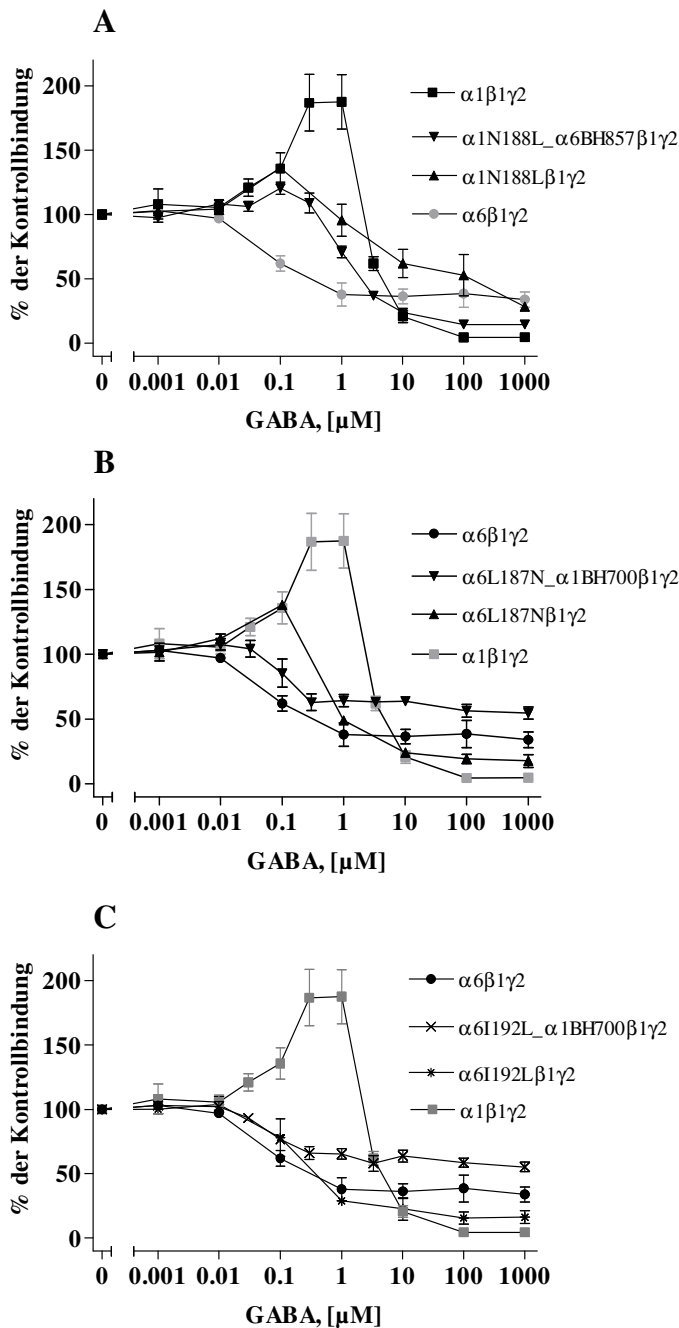 A
200
150
100
50
0
% der Kontrollbindung
α1β1γ2
α1N188L_α6BH857β1γ2
α1N188Lβ1γ2
α6β1γ2
0 0.001 0.01 0.1 1 10 100 1000
GABA, [µM]
B
200
150
100
50
0
% der Kontrollbindung
α6β1γ2
α6L187N_α1BH700β1γ2
α6L187Nβ1γ2
α1β1γ2
0 0.001 0.01 0.1 1 10 100 1000
GABA, [µM]
C
200
150
100
50
0
% der Kontrollbindung
α6β1γ2
α6I192L_α1BH700β1γ2
α6I192Lβ1γ2
α1β1γ2
0 0.001 0.01 0.1 1 10 100 1000
GABA, [µM]